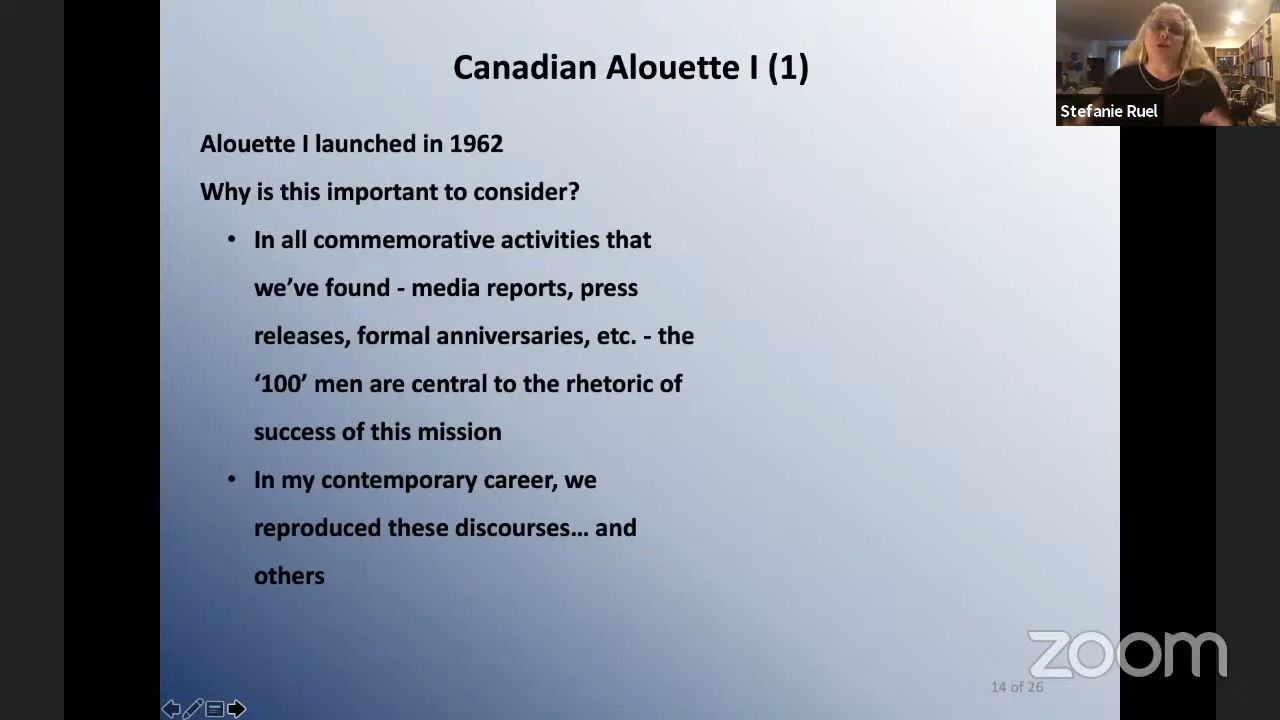 Canadian Alouette I (1)
Stefanie Ruel
Alouette I launched in 1962
Why is this important to consider?
• In all commemorative activities that
we’ve found - media reports, press
releases, formal anniversaries, etc. - the
‘100’ men are central to the rhetoric of
success of this mission
• In my contemporary career, we
reproduced these discourses… and
others
zoom
14 of 26